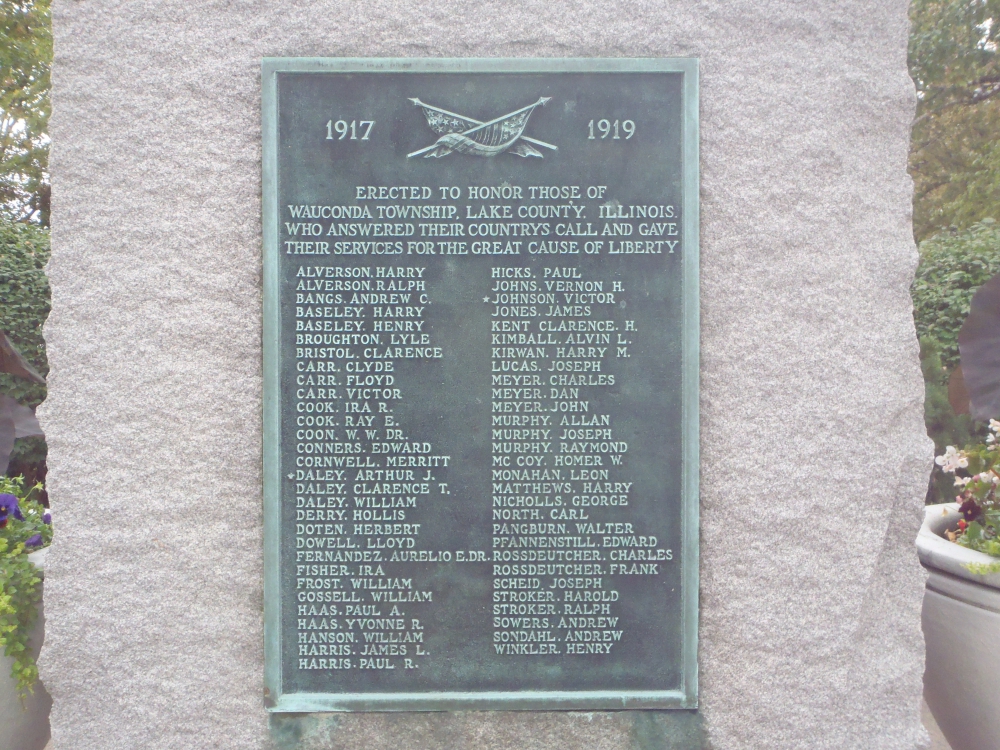 1917 1919
ERECTED TO HONOR THOSE OF
WAUCONDA TOWNSHIP, LAKE COUNTY, ILLINOIS.
WHO ANSWERED THEIR COUNTRY'S CALL AND GAVE
THEIR SERVICES FOR THE GREAT CAUSE OF LIBERTY
ALVERSON, HARRY
ALVERSON, RALPH
BANGS, ANDREW C.
BASELEY, HARRY
BASELEY, HENRY
BROUGHTON, LYLE
BRISTOL, CLARENCE
CARR, CLYDE
CARR, FLOYD
CARR, VICTOR
COOK, IRA R.
COOK, RAY E.
COON, W. W. DR.
CONNERS, EDWARD
CORNWELL, MERRITT
*DALEY, ARTHUR J.
DALEY, CLARENCE T.
DALEY, WILLIAM
DERRY, HOLLIS
DOTEN, HERBERT
DOWELL, LLOYD
FERNANDEZ, AURELIO E. DR.
FISHER, IRA
FROST, WILLIAM
GOSSELL, WILLIAM
HAAS, PAUL A.
HAAS, YVONNE R.
HANSON, WILLIAM
HARRIS, JAMES L.
HARRIS, PAUL R.
HICKS, PAUL
JOHNS, VERNON H.
*JOHNSON, VICTOR
JONES, JAMES
KENT CLARENCE. H.
KIMBALL, ALVIN L.
KIRWAN, HARRY M.
LUCAS, JOSEPH
MEYER, CHARLES
MEYER, DAN
MEYER, JOHN
MURPHY, ALLAN
MURPHY, JOSEPH
MURPHY, RAYMOND
MC COY, HOMER W.
MONAHAN, LEON
MATTHEWS, HARRY
NICHOLLS, GEORGE
NORTH, CARL
PANGBURN, WALTER
PFANNENSTILL, EDWARD
ROSSDEUTCHER, CHARLES
ROSSDEUTCHER, FRANK
SCHEID, JOSEPH
STROKER, HAROLD
STROKER, RALPH
SOWERS, ANDREW
SONDAHL, ANDREW
WINKLER, HENRY